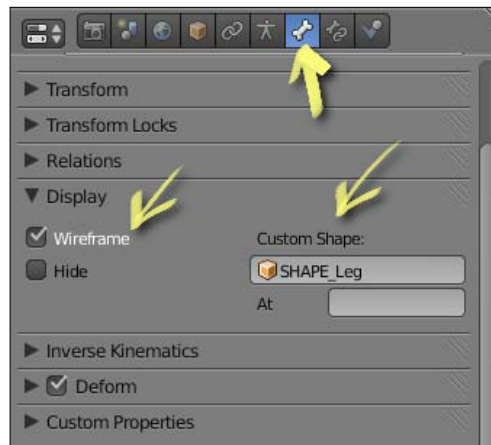 Transform
Transform Locks
Relations
Display
Wireframe
Custom Shape:
Hide
SHAPE_Leg
At
Inverse Kinematics
Deform
Custom Properties